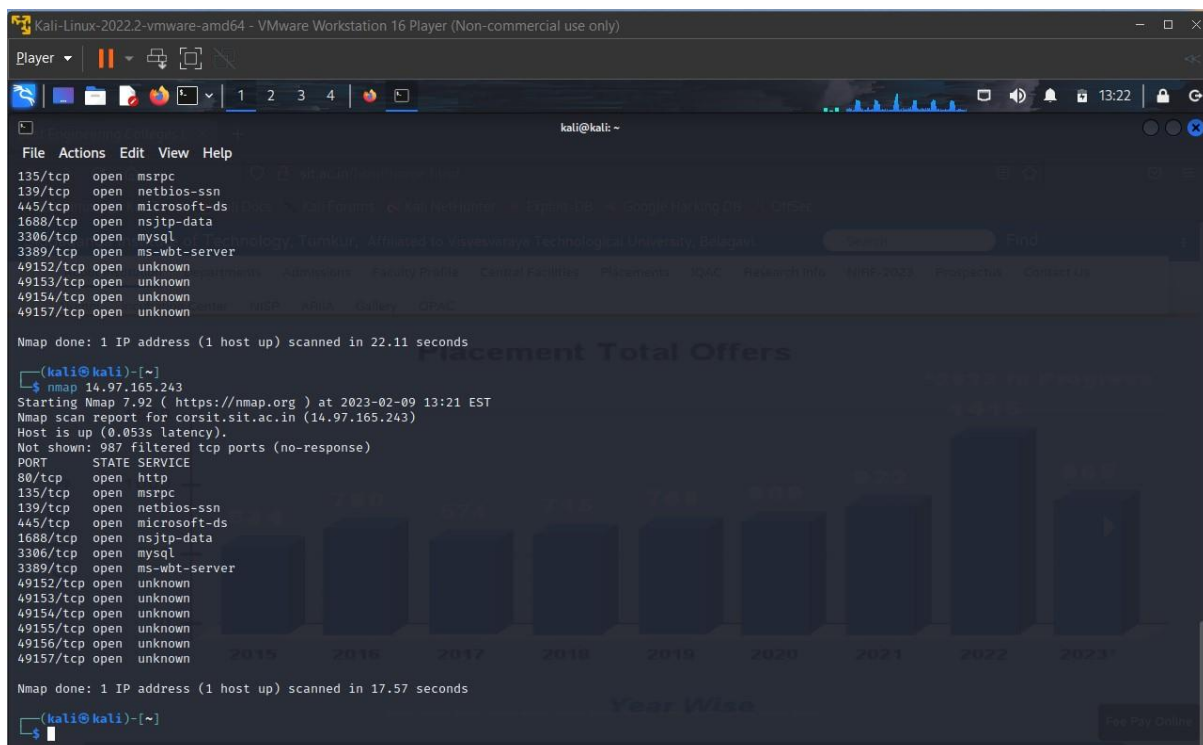 Kali-Linux-2022.2-vmware-amd64 - VMware Workstation 16 Player (Non-commercial use only)
Player
1 2 3 4 13:22
kali@kali: ~
File Actions Edit View Help
135/tcp open msrpc
139/tcp open netbios-ssn
445/tcp open microsoft-ds
1688/tcp open nsjtp-data
3306/tcp open mysql
3389/tcp open ms-wbt-server
49152/tcp open unknown
49153/tcp open unknown
49154/tcp open unknown
49157/tcp open unknown
Nmap done: 1 IP address (1 host up) scanned in 22.11 seconds
Placement Total Offers
(kali㉿kali)-[~]
$ nmap 14.97.165.243
Starting Nmap 7.92 ( https://nmap.org ) at 2023-02-09 13:21 EST
Nmap scan report for corsit.sit.ac.in (14.97.165.243)
Host is up (0.053s latency).
Not shown: 987 filtered tcp ports (no-response)
PORT STATE SERVICE
80/tcp open http
135/tcp open msrpc
139/tcp open netbios-ssn
445/tcp open microsoft-ds
1688/tcp open nsjtp-data
3306/tcp open mysql
3389/tcp open ms-wbt-server
49152/tcp open unknown
49153/tcp open unknown
49154/tcp open unknown
49155/tcp open unknown
49156/tcp open unknown
49157/tcp open unknown
2015 2016 2017 2018 2019 2020 2021 2022 2023*
Nmap done: 1 IP address (1 host up) scanned in 17.57 seconds
Year Wise
(kali㉿kali)-[~]
$
Fee Pay Online